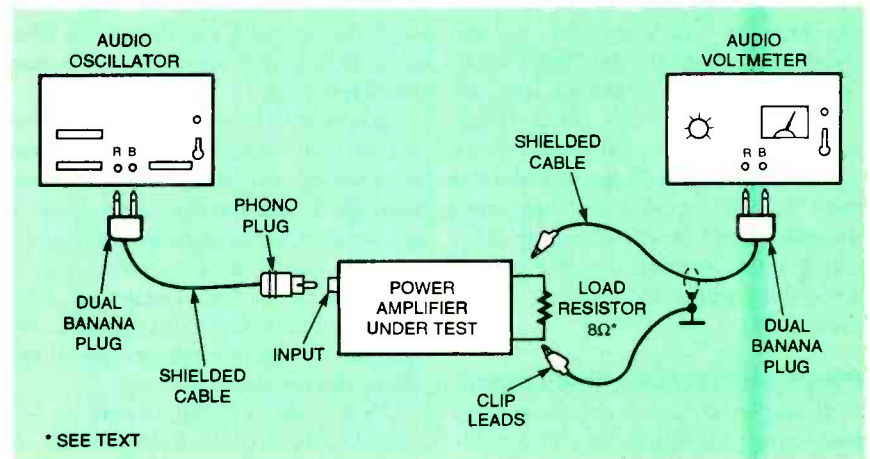 AUDIO
OSCILLATOR
R B
DUAL
BANANA
PLUG
SHIELDED
CABLE
PHONO
PLUG
INPUT
POWER
AMPLIFIER
UNDER TEST
SHIELDED
CABLE
LOAD
RESISTOR
8Ω*
CLIP
LEADS
AUDIO
VOLTMETER
R B
DUAL
BANANA
PLUG
* SEE TEXT